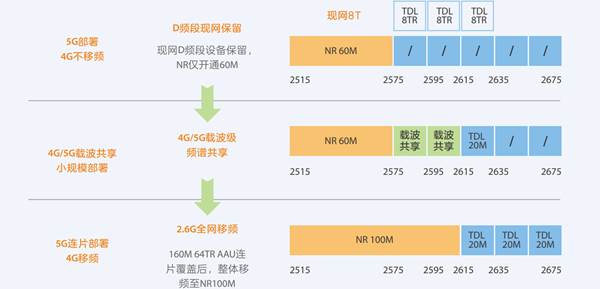 现网8T
TDL TDL TDL
8TR 8TR 8TR
5G部署
4G不移频
D频段现网保留
现网D频段设备保留,
NR仅开通60M
NR 60M / / / / /
2515 2575 2595 2615 2635 2675
4G/5G载波共享
小规模部署
4G/5G载波级
频谱共享
NR 60M 载波共享 载波共享 TDL 20M / /
2515 2575 2595 2615 2635 2675
5G连片部署
4G移频
2.6G全网移频
160M 64TR AAU连
片覆盖后,整体移
频至NR100M
NR 100M TDL 20M TDL 20M TDL 20M
2515 2575 2595 2615 2635 2675